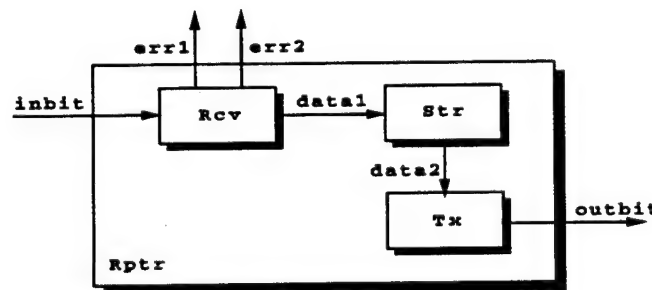 err1
err2
inbit
Rcv
data1
Str
data2
Tx
outbit
Rptr